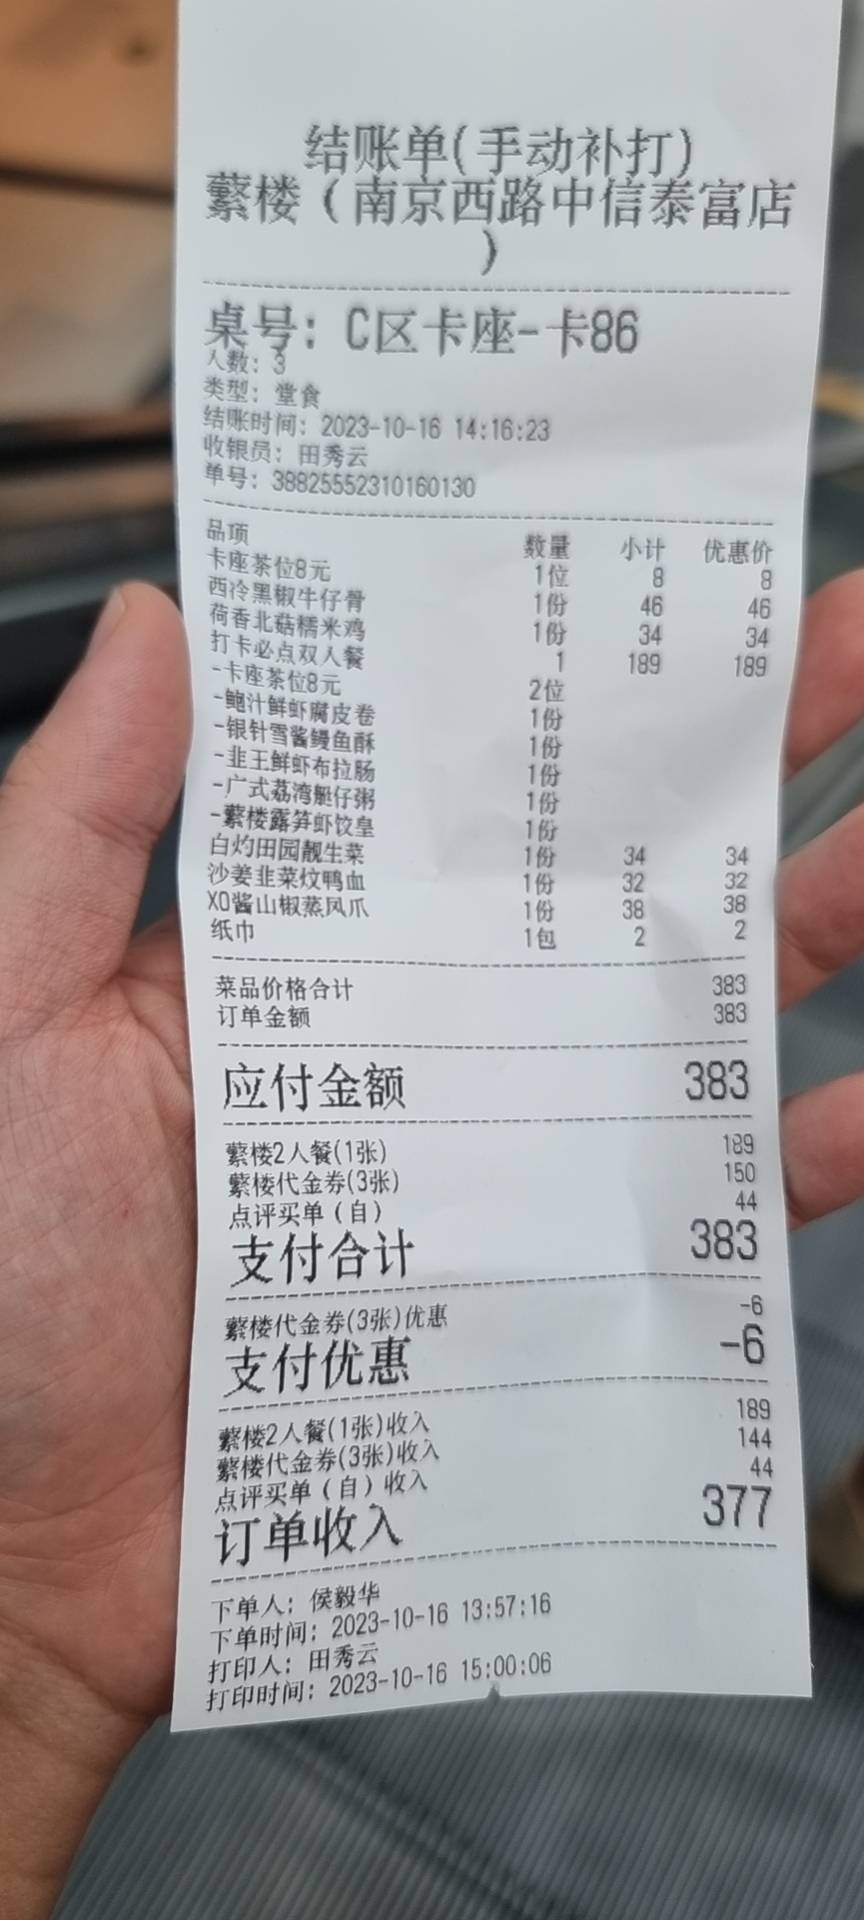 结账单(手动补打)
蘩楼（南京西路中信泰富店
）
桌号：C区卡座-卡86
人数：3
类型：堂食
结账时间：2023-10-16 14:16:23
收银员：田秀云
单号：38825552310160130
品项 数量 小计 优惠价
卡座茶位8元 1位 8 8
西冷黑椒牛仔骨 1份 46 46
荷香北菇糯米鸡 1份 34 34
打卡必点双人餐 1 189 189
-卡座茶位8元 2位
-鲍汁鲜虾腐皮卷 1份
-银针雪酱鳗鱼酥 1份
-韭王鲜虾布拉肠 1份
-广式荔湾艇仔粥 1份
-蘩楼露笋虾饺皇 1份
白灼田园靓生菜 1份 34 34
沙姜韭菜炆鸭血 1份 32 32
XO酱山椒蒸凤爪 1份 38 38
纸巾 1包 2 2
菜品价格合计 383
订单金额 383
应付金额 383
蘩楼2人餐(1张) 189
蘩楼代金券(3张) 150
点评买单（自） 44
支付合计 383
蘩楼代金券(3张)优惠 -6
支付优惠 -6
蘩楼2人餐(1张)收入 189
蘩楼代金券(3张)收入 144
点评买单（自）收入 44
订单收入 377
下单人：侯毅华
下单时间：2023-10-16 13:57:16
打印人：田秀云
打印时间：2023-10-16 15:00:06